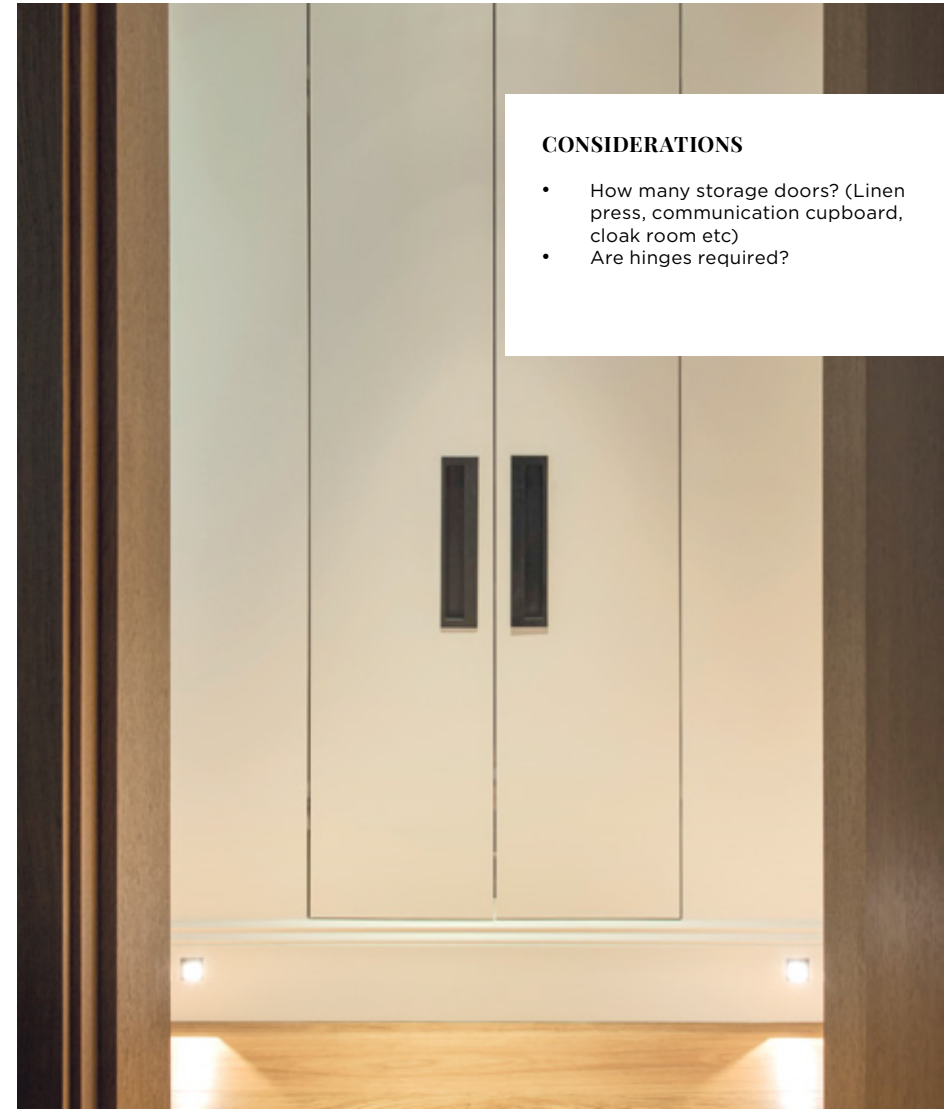 CONSIDERATIONS
• How many storage doors? (Linen
press, communication cupboard,
cloak room etc)
• Are hinges required?